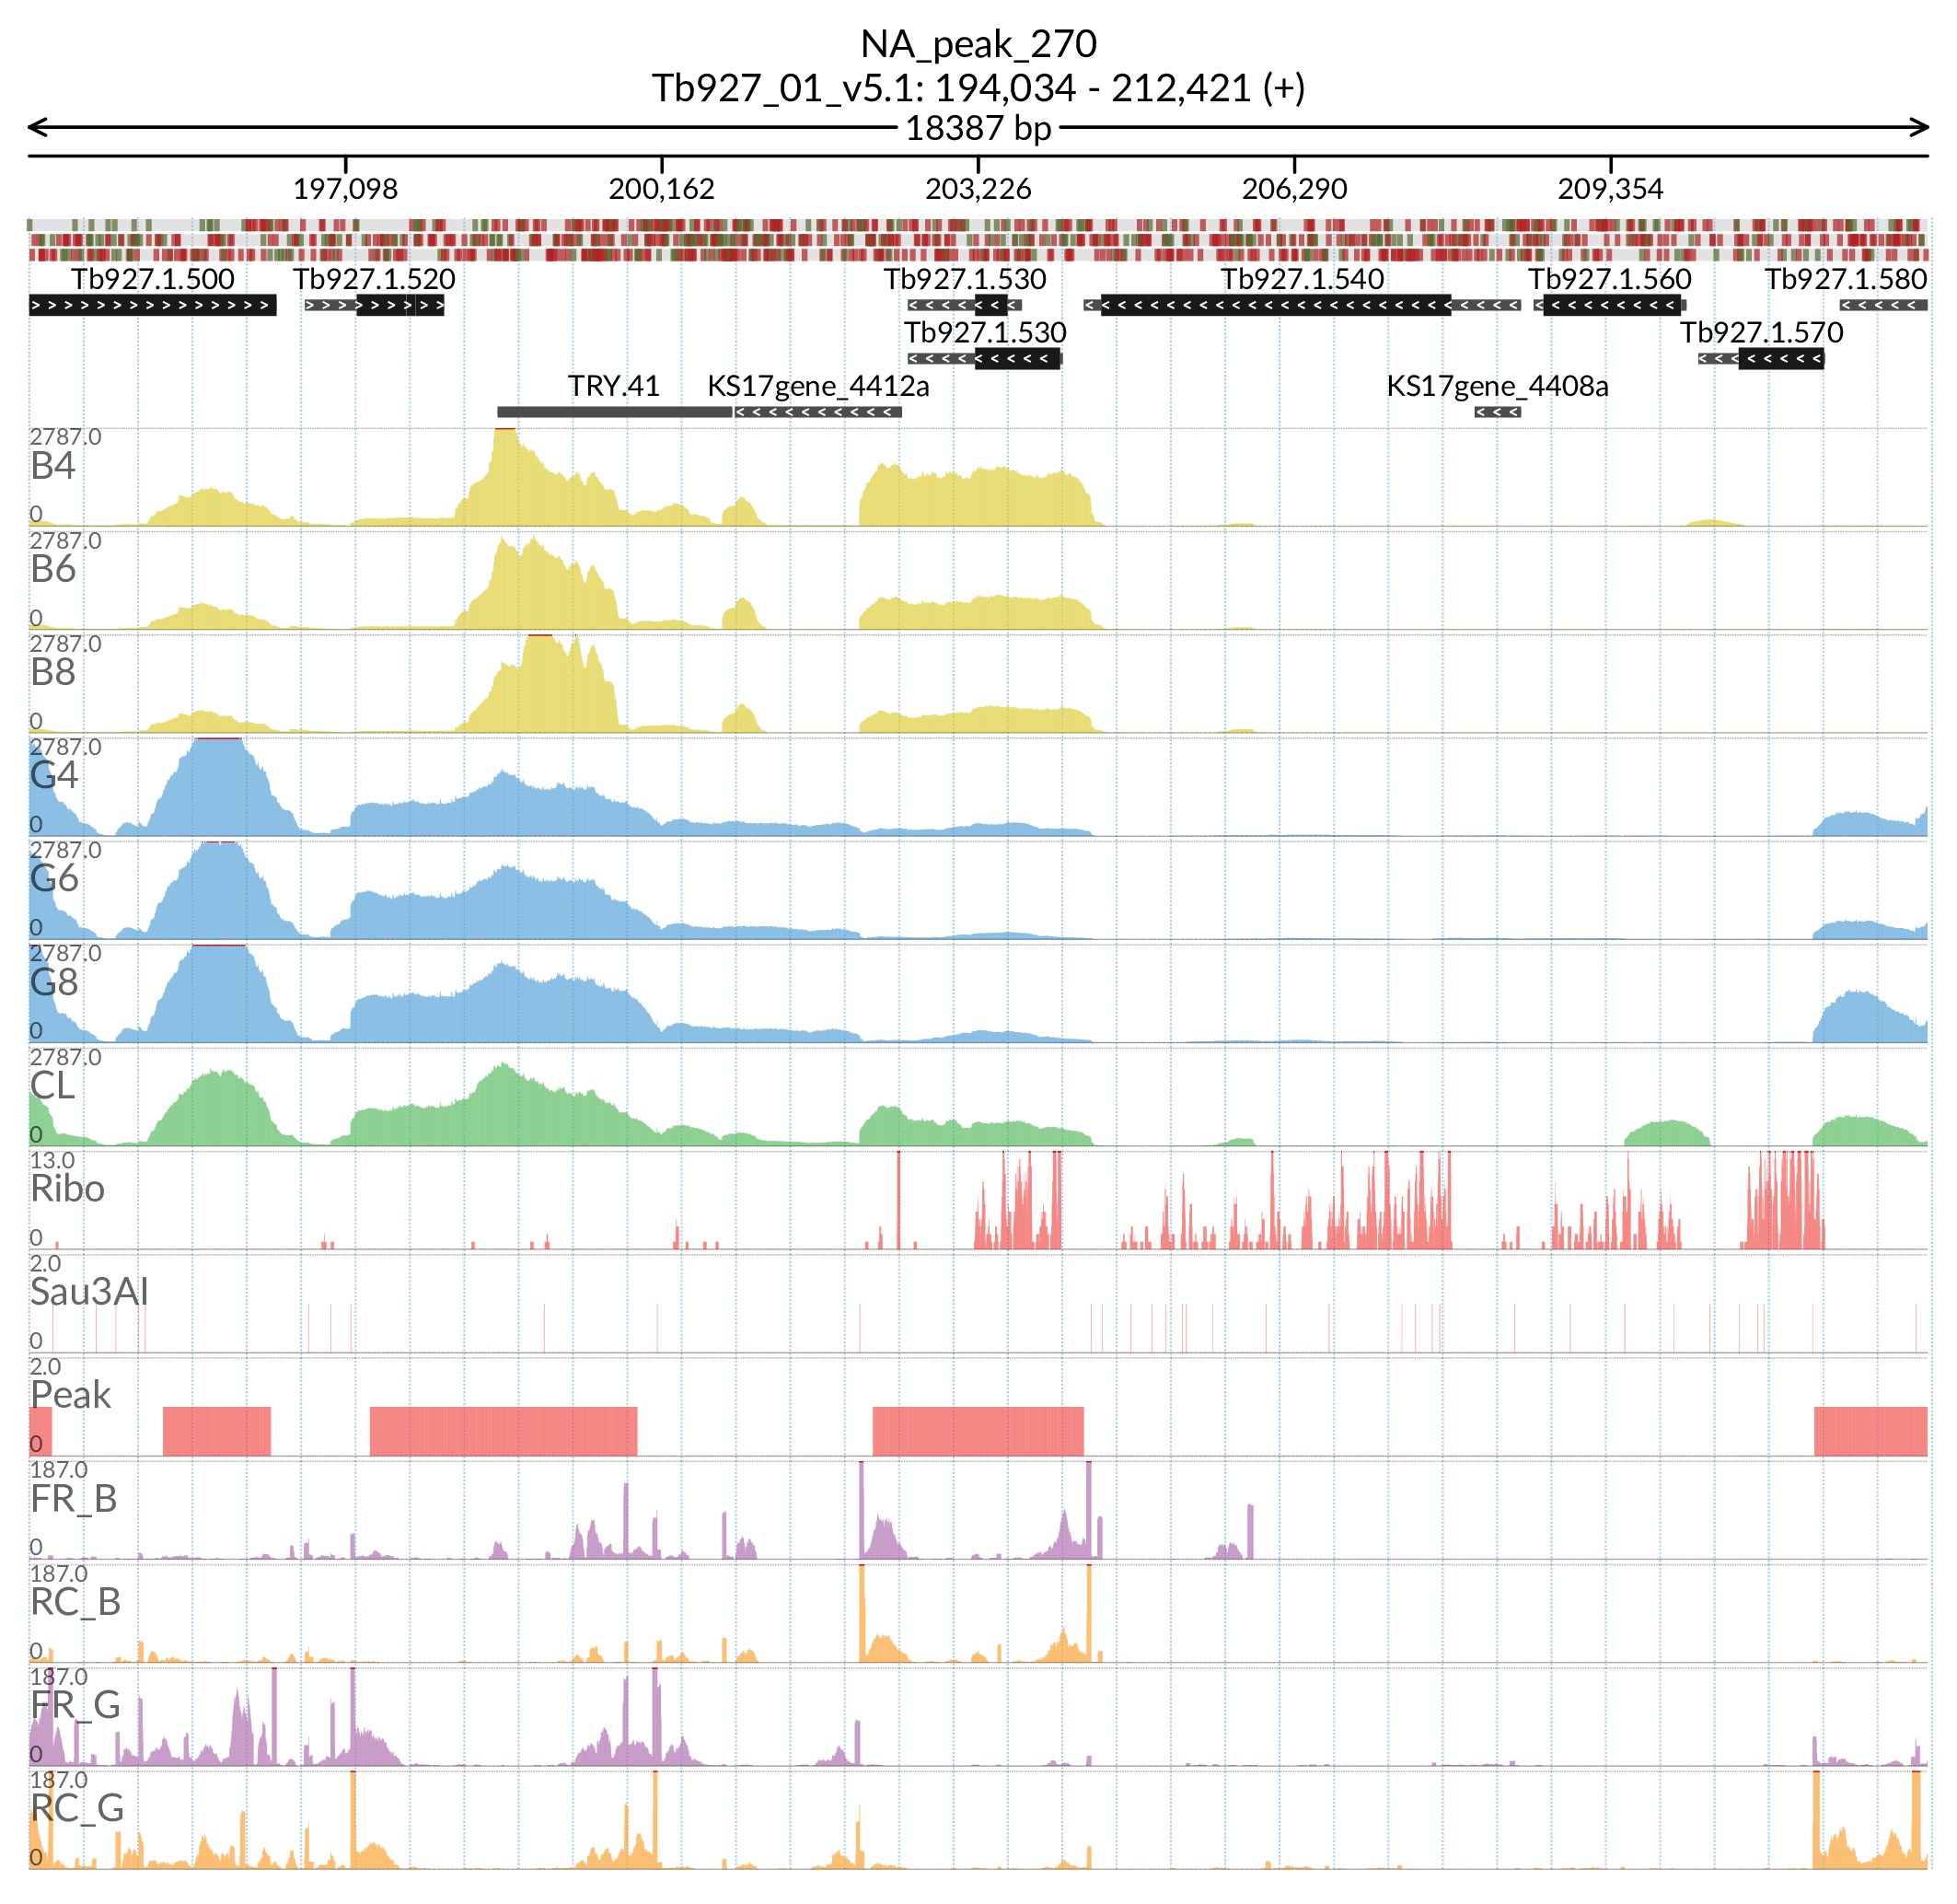 NA_peak_270
Tb927_01_v5.1: 194,034 - 212,421 (+)
18387 bp
197,098 200,162 203,226 206,290 209,354
Tb927.1.500 Tb927.1.520 Tb927.1.530 Tb927.1.540 Tb927.1.560 Tb927.1.580
Tb927.1.530 Tb927.1.570
TRY.41 KS17gene_4412a KS17gene_4408a
2787.0
B4
0
2787.0
B6
0
2787.0
B8
0
2787.0
G4
0
2787.0
G6
0
2787.0
G8
0
2787.0
CL
0
13.0
Ribo
0
2.0
Sau3AI
0
2.0
Peak
0
187.0
FR_B
0
187.0
RC_B
0
187.0
FR_G
0
187.0
RC_G
0